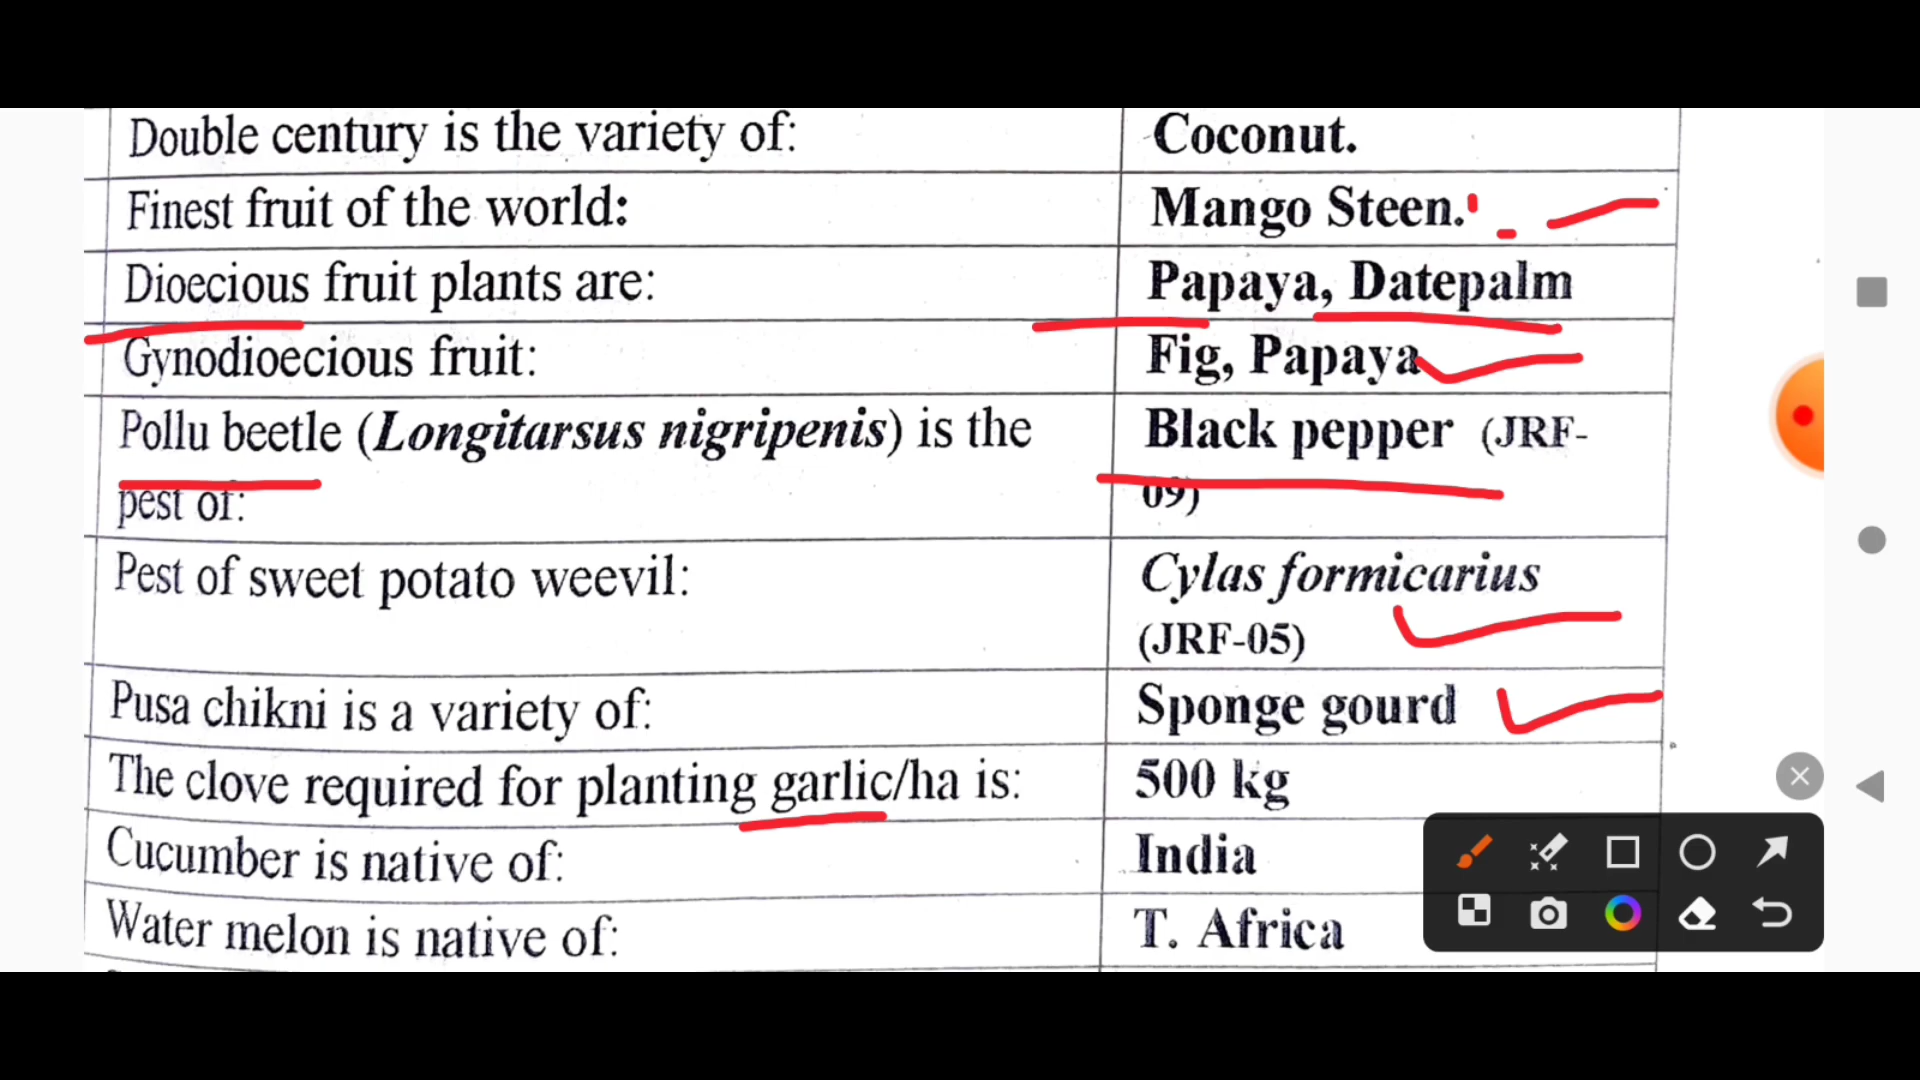 Double century is the variety of: Coconut.
Finest fruit of the world: Mango Steen.
Dioecious fruit plants are: Papaya, Datepalm
Gynodioecious fruit: Fig, Papaya
Pollu beetle (Longitarsus nigripenis) is the Black pepper (JRF-
pest of: 09)
Pest of sweet potato weevil: Cylas formicarius
(JRF-05)
Pusa chikni is a variety of: Sponge gourd
The clove required for planting garlic/ha is: 500 kg
Cucumber is native of: India
Water melon is native of: T. Africa